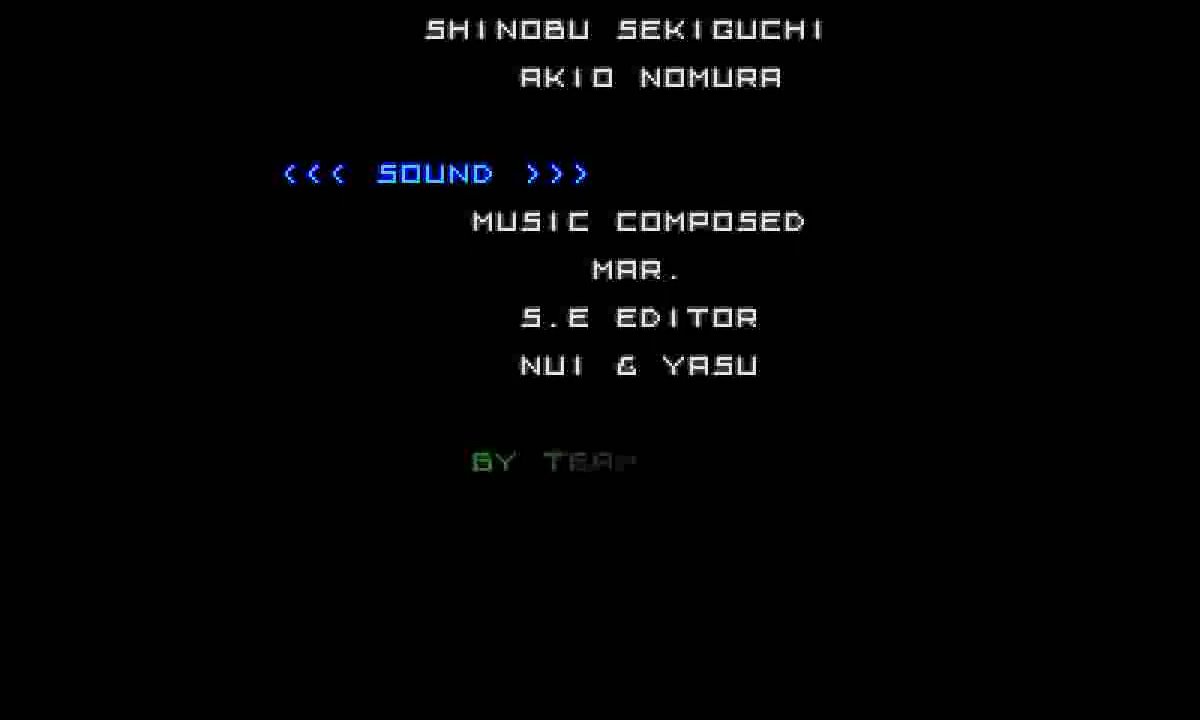 SHINOBU SEKIGUCHI
AKIO NOMURA
<<< SOUND >>>
MUSIC COMPOSED
MAR.
S.E EDITOR
NUI & YASU
BY